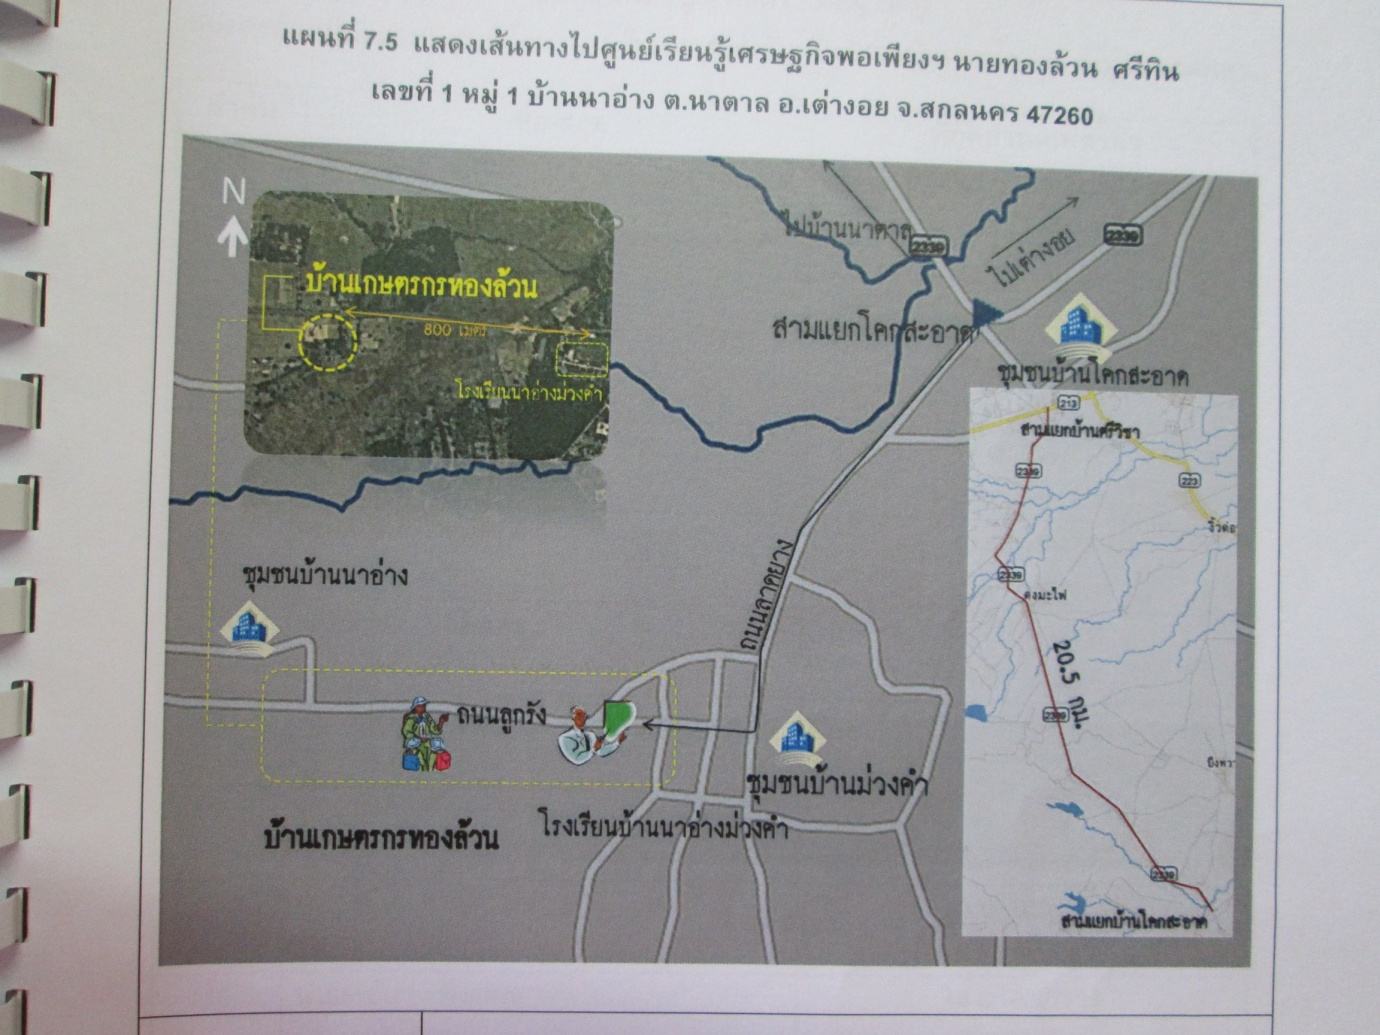 แผนที่ 7.5 แสดงเส้นทางไปศูนย์เรียนรู้เศรษฐกิจพอเพียงฯ นายทองล้วน ศรีทิน
เลขที่ 1 หมู่ 1 บ้านนาอ่าง ต.นาตาล อ.เต่างอย จ.สกลนคร 47260
N
ไปบ้านนาตาล
2339
ไปเต่างอย
2339
บ้านเกษตรกรทองล้วน
800 เมตร
โรงเรียนนาอ่างม่วงคำ
สามแยกโคกสะอาด
ชุมชนบ้านโคกสะอาด
213
สามแยกบ้านศรีวิชา
2339
223
2339
ดงมะไฟ
20.5 กม.
2339
2339
สามแยกบ้านโคกสะอาด
ถนนลาดยาง
ชุมชนบ้านนาอ่าง
ถนนลูกรัง
ชุมชนบ้านม่วงคำ
โรงเรียนบ้านนาอ่างม่วงคำ
บ้านเกษตรกรทองล้วน